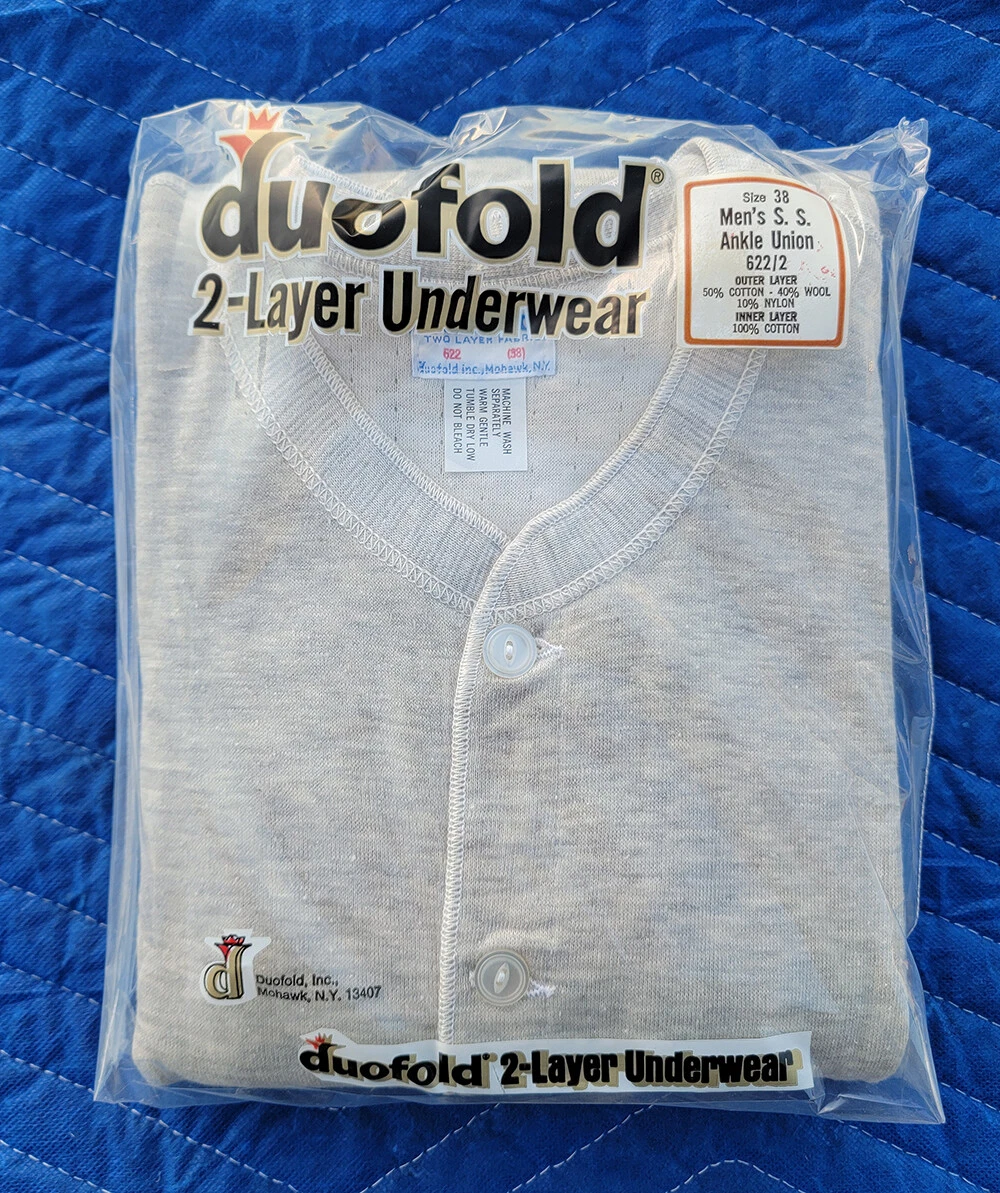 duofold®
2-Layer Underwear
Size 38
Men's S. S.
Ankle Union
622/2
OUTER LAYER
50% COTTON - 40% WOOL
10% NYLON
INNER LAYER
100% COTTON
TWO LAYER
622 (38)
duofold inc., Mohawk, N.Y.
MACHINE WASH
SEPARATELY
WARM GENTLE
TUMBLE DRY LOW
DO NOT BLEACH
d
Duofold, Inc.,
Mohawk, N.Y. 13407
duofold® 2-Layer Underwear